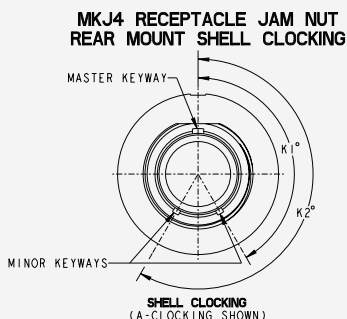 MKJ4 RECEPTACLE JAM NUT
REAR MOUNT SHELL CLOCKING
MASTER KEYWAY
K1°
K2°
MINOR KEYWAYS
SHELL CLOCKING
(A-CLOCKING SHOWN)